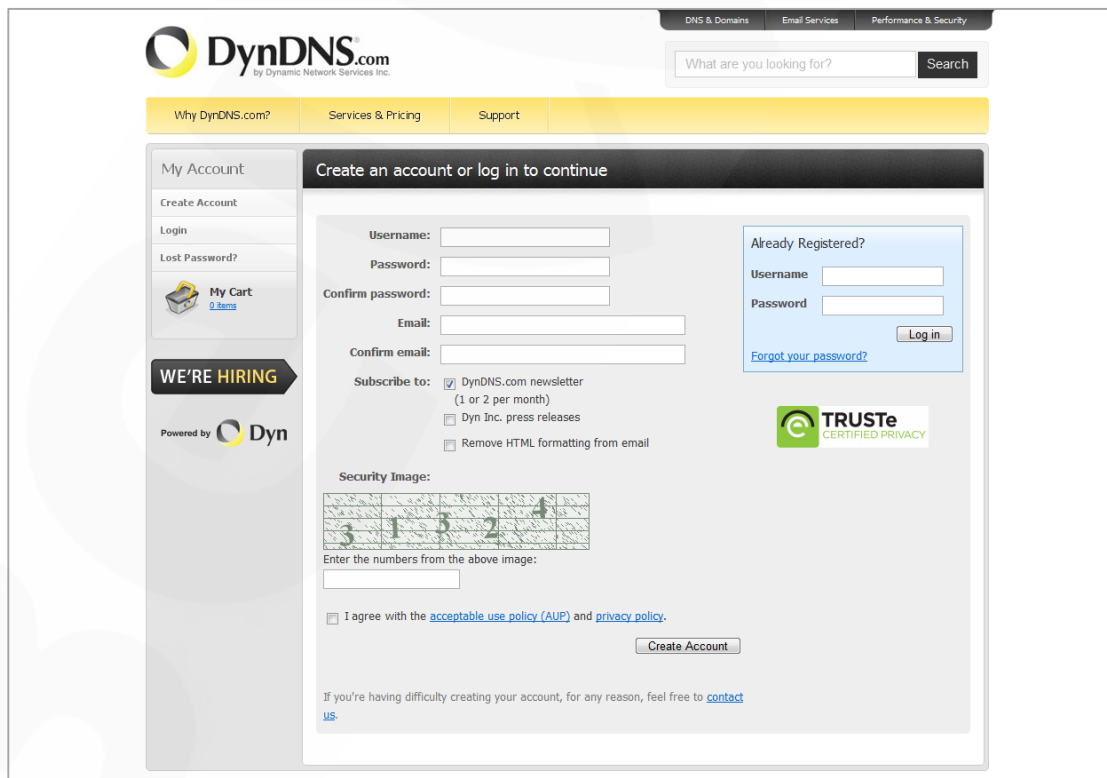 DNS & Domains Email Services Performance & Security
DynDNS.com
by Dynamic Network Services Inc.
What are you looking for? Search
Why DynDNS.com? Services & Pricing Support
My Account
Create Account
Login
Lost Password?
My Cart
0 items
WE'RE HIRING
Powered by Dyn
Create an account or log in to continue
Username:
Password:
Confirm password:
Email:
Confirm email:
Subscribe to: DynDNS.com newsletter
(1 or 2 per month)
Dyn Inc. press releases
Remove HTML formatting from email
Security Image:
3 1 3 2 4
Enter the numbers from the above image:
I agree with the acceptable use policy (AUP) and privacy policy.
Create Account
If you're having difficulty creating your account, for any reason, feel free to contact
us.
Already Registered?
Username
Password
Log in
Forgot your password?
TRUSTe
CERTIFIED PRIVACY